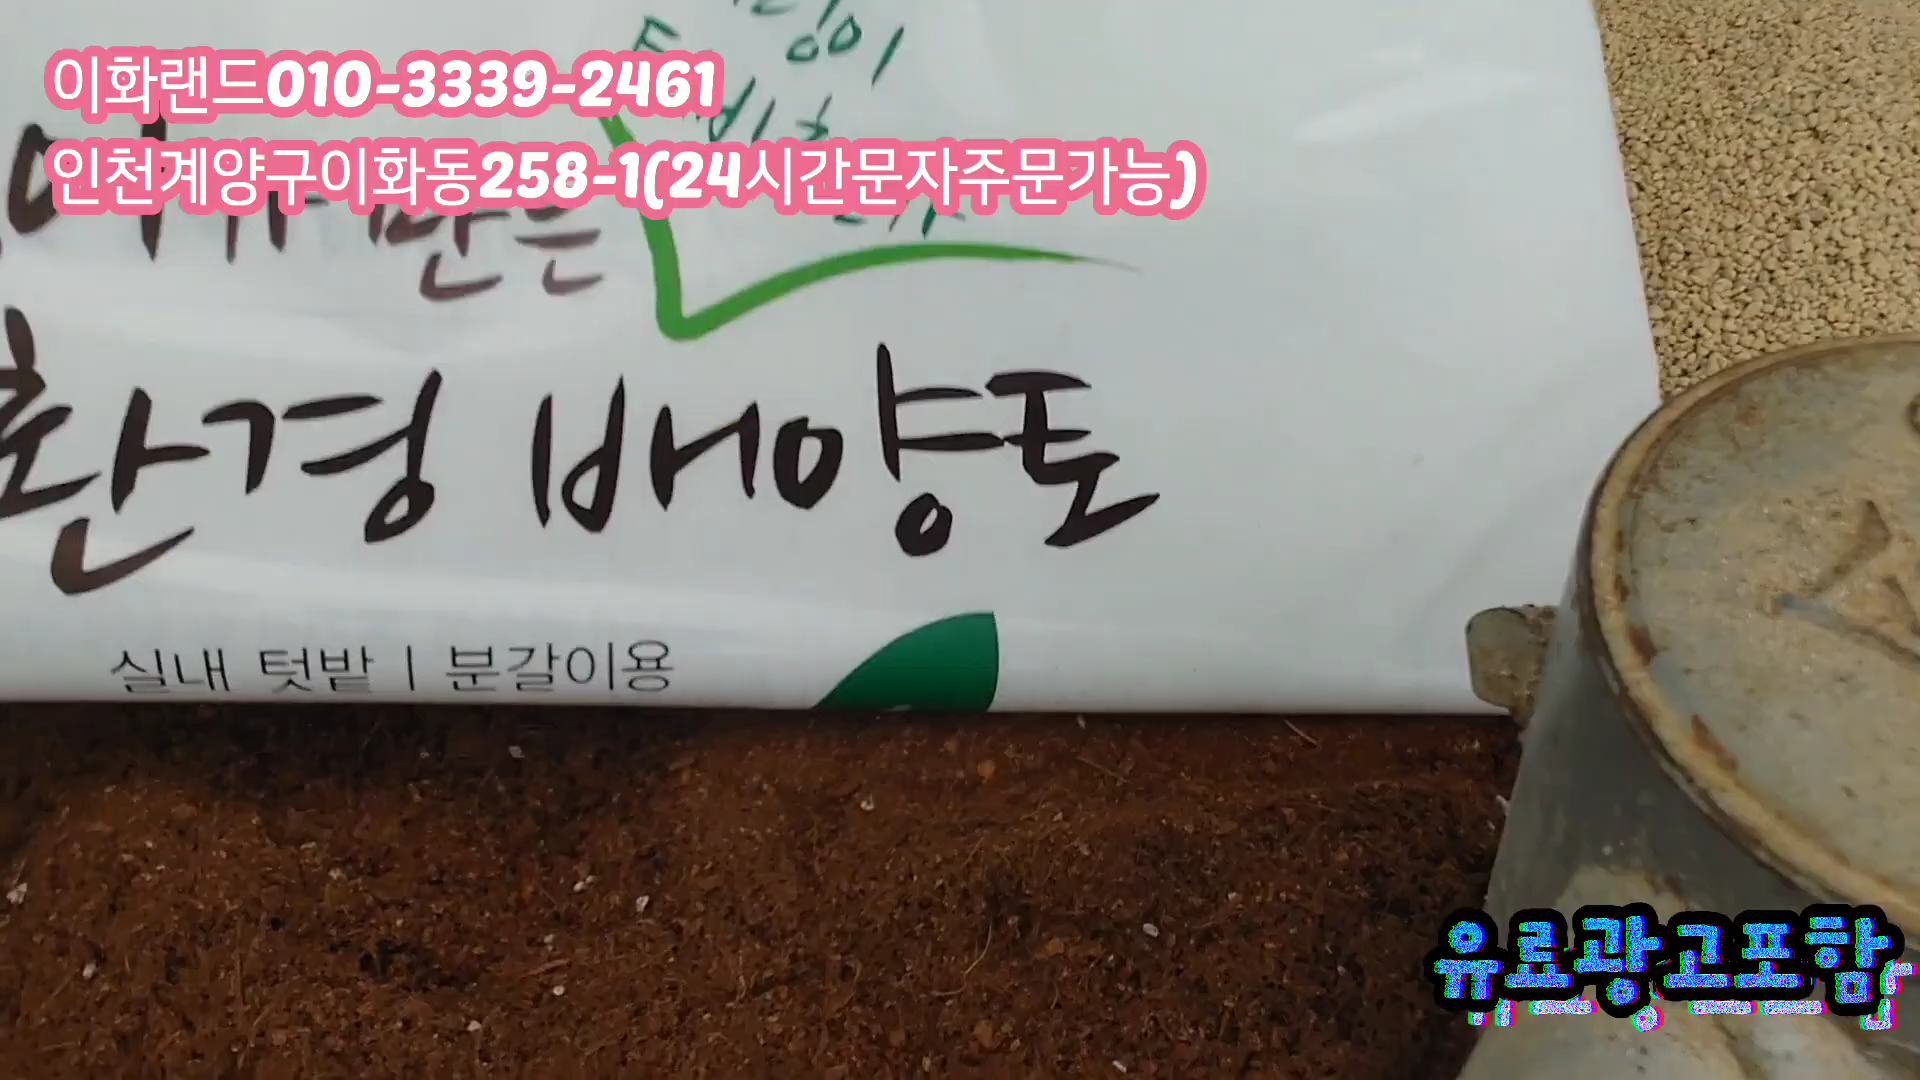 이화랜드010-3339-2461
인천계양구이화동258-1(24시간문자주문가능)
만든
환경 배양토
실내 텃밭 | 분갈이용
유료광고포함